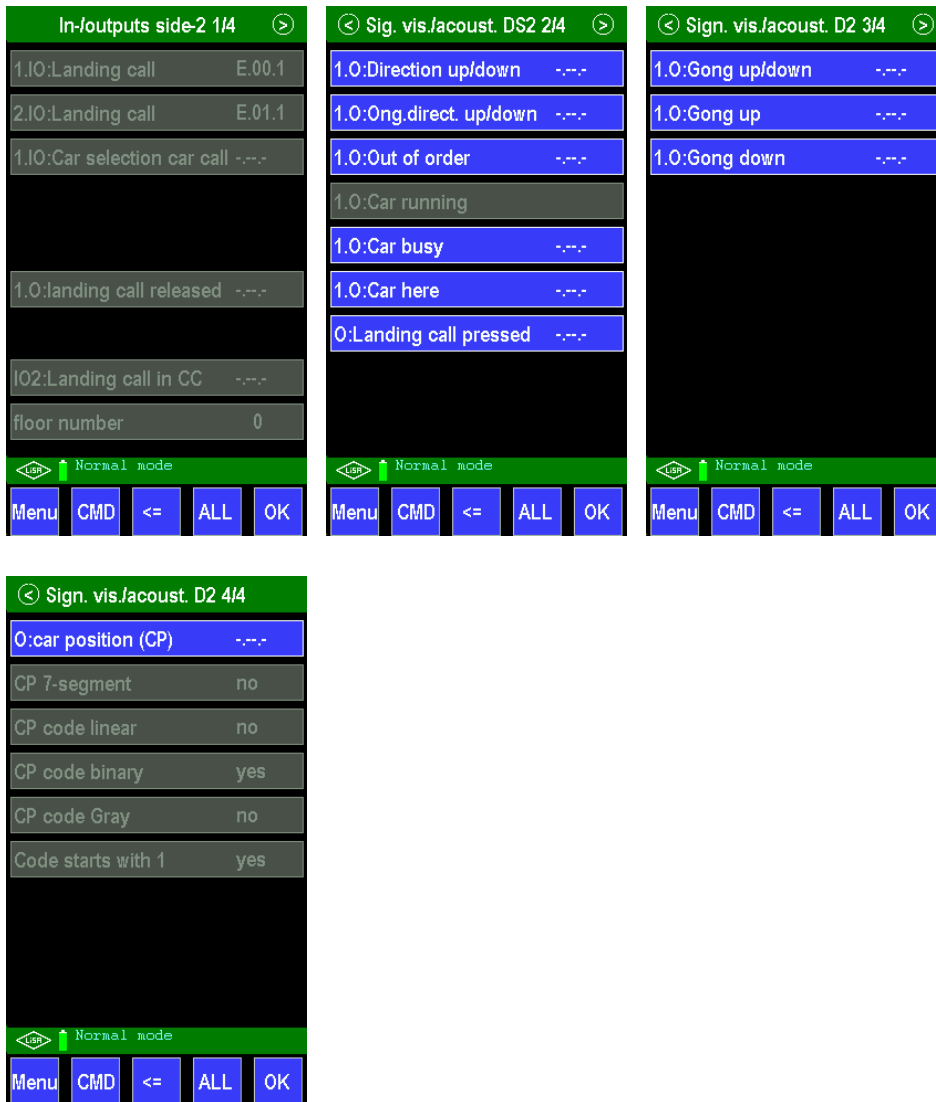 In-/outputs side-2 1/4 >
1.IO:Landing call E.00.1
2.IO:Landing call E.01.1
1.IO:Car selection car call -.--.-
1.O:landing call released -.--.-
IO2:Landing call in CC -.--.-
floor number 0
LiSA Normal mode
Menu CMD <= ALL OK
< Sig. vis./acoust. DS2 2/4 >
1.O:Direction up/down -.--.-
1.O:Ong.direct. up/down -.--.-
1.O:Out of order -.--.-
1.O:Car running
1.O:Car busy -.--.-
1.O:Car here -.--.-
O:Landing call pressed -.--.-
LiSA Normal mode
Menu CMD <= ALL OK
< Sign. vis./acoust. D2 3/4 >
1.O:Gong up/down -.--.-
1.O:Gong up -.--.-
1.O:Gong down -.--.-
LiSA Normal mode
Menu CMD <= ALL OK
< Sign. vis./acoust. D2 4/4
O:car position (CP) -.--.-
CP 7-segment no
CP code linear no
CP code binary yes
CP code Gray no
Code starts with 1 yes
LiSA Normal mode
Menu CMD <= ALL OK